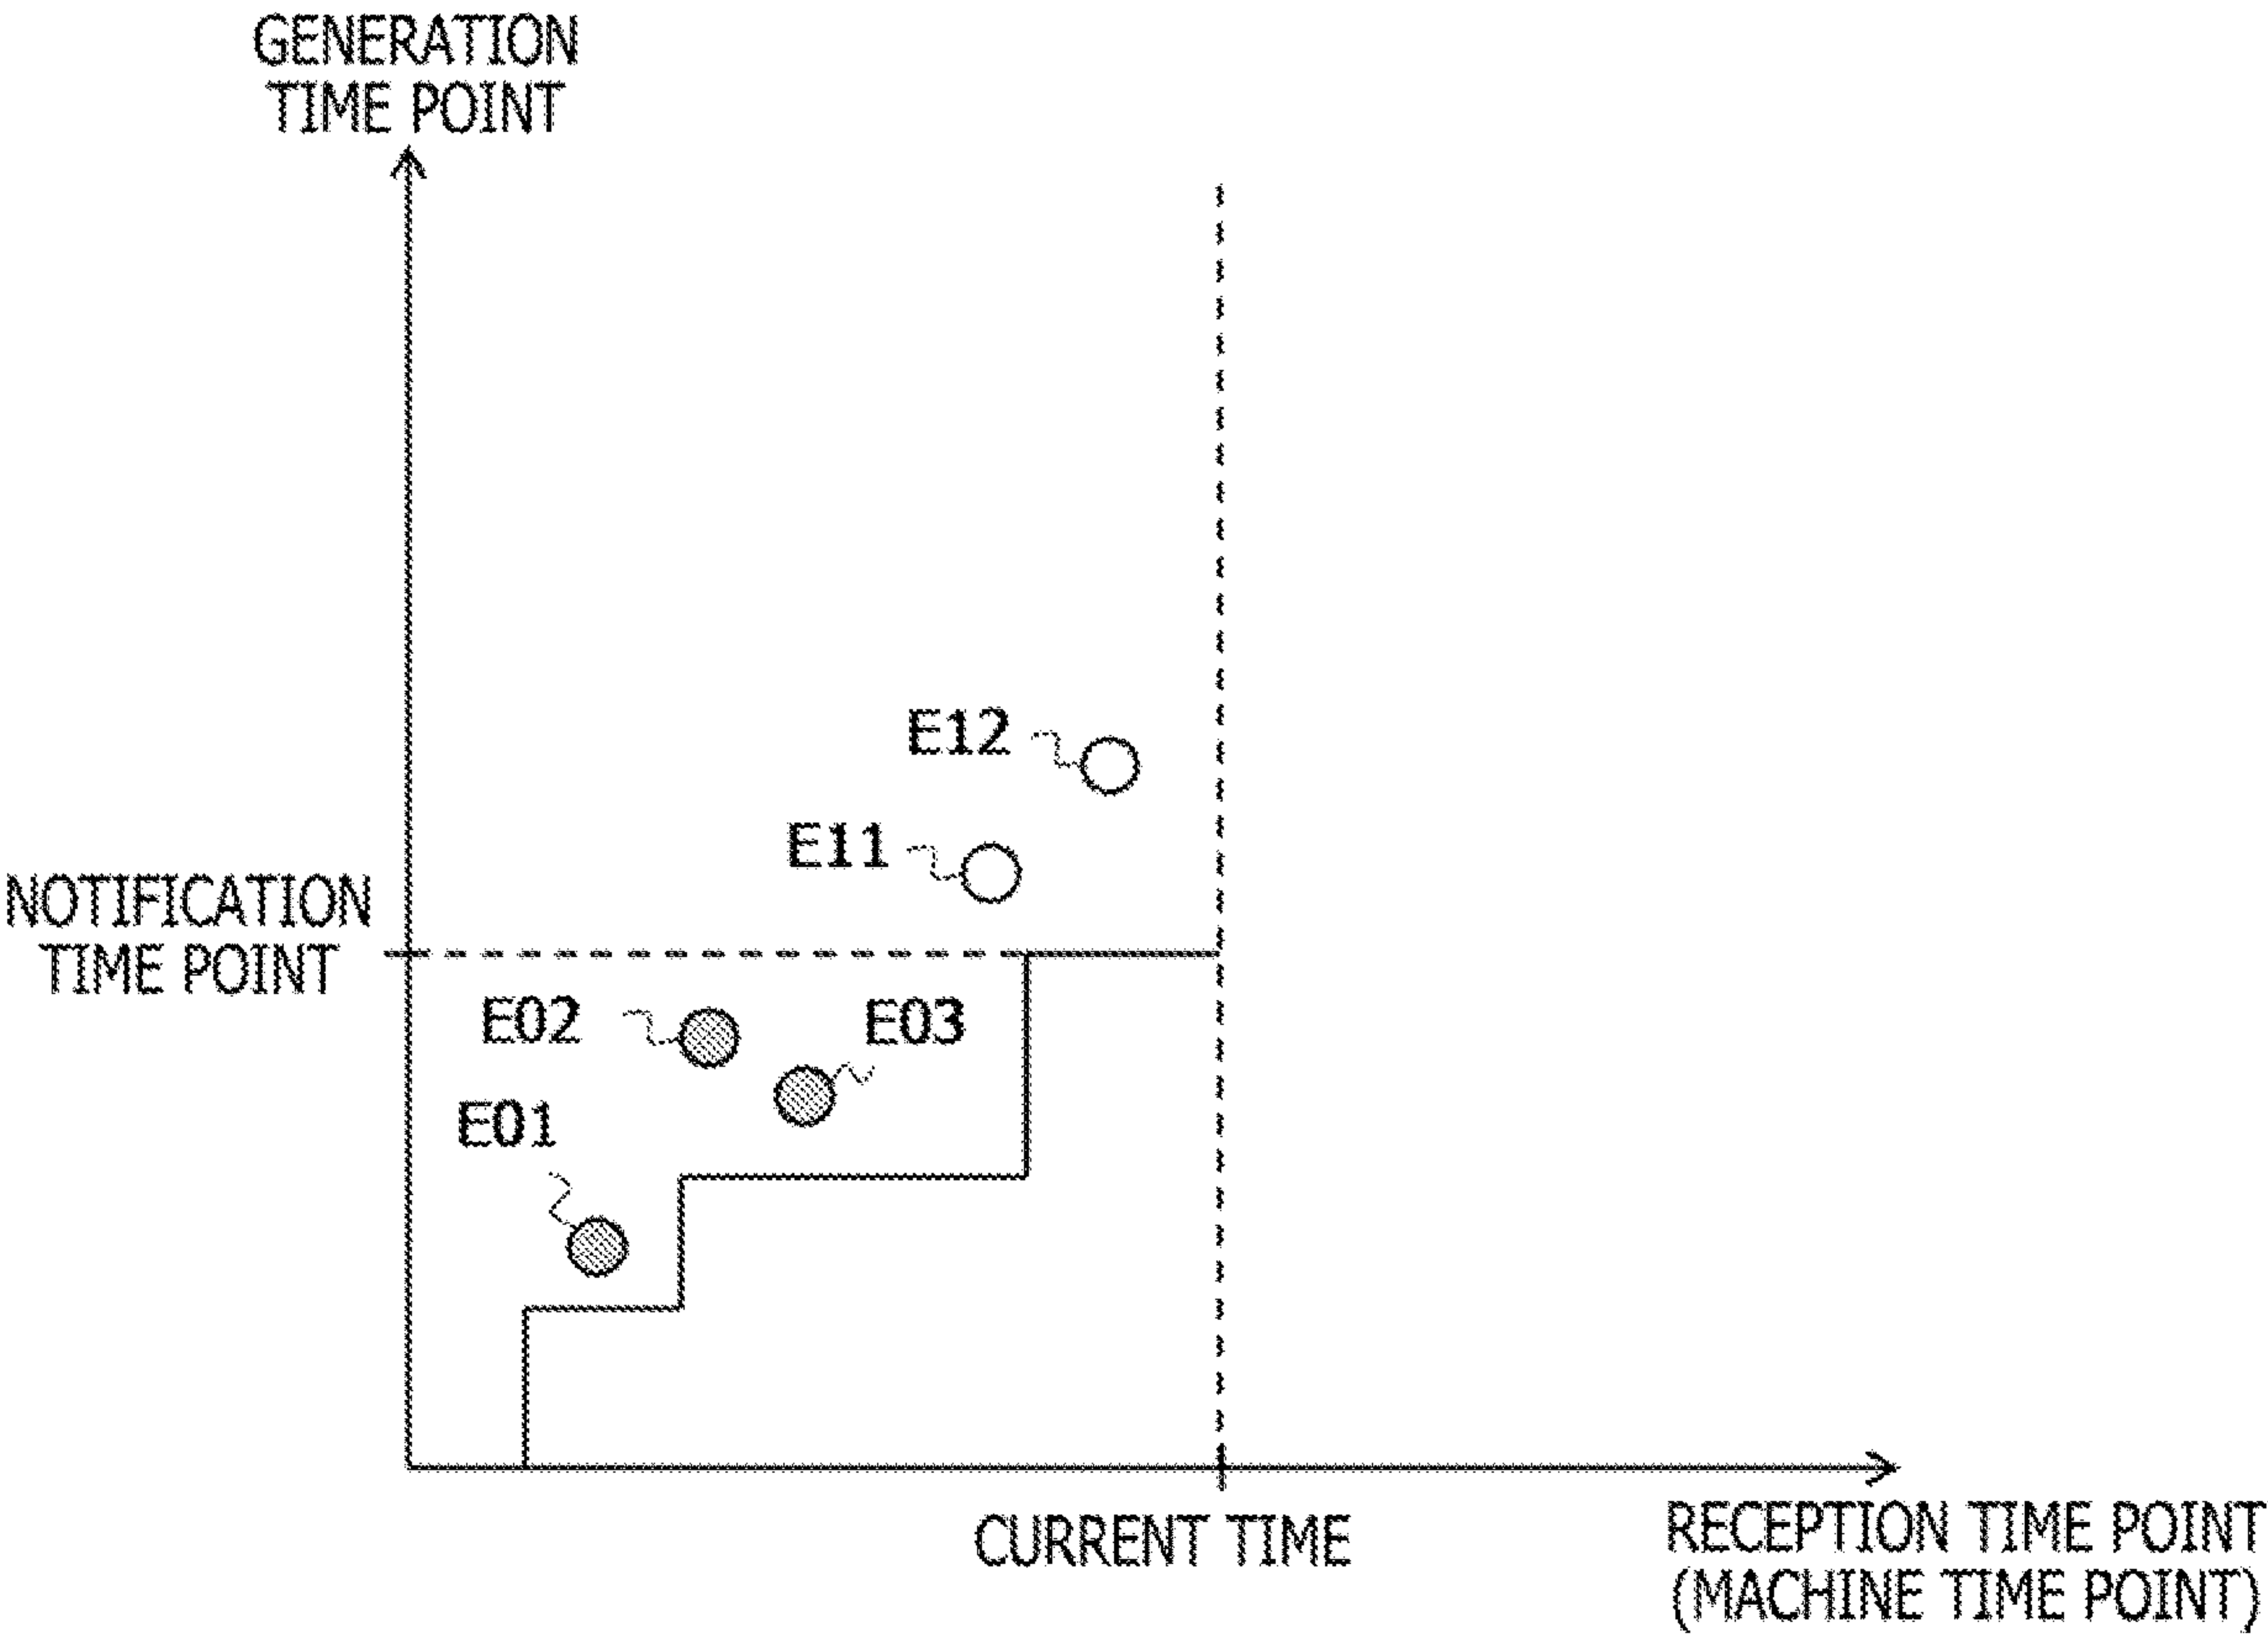 GENERATION
TIME POINT
E12
E11
NOTIFICATION
TIME POINT
E02
E03
E01
CURRENT TIME
RECEPTION TIME POINT
(MACHINE TIME POINT)